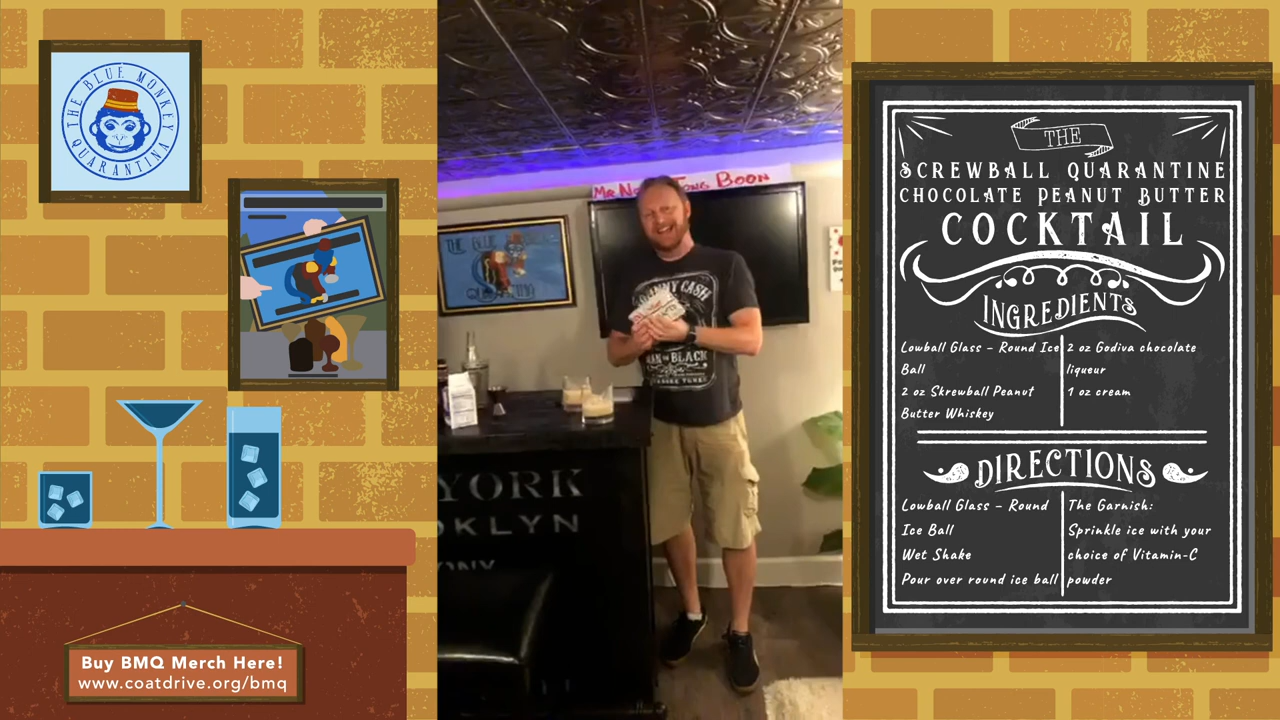 THE BLUE MONKEY
QUARANTINA
Buy BMQ Merch Here!
www.coatdrive.org/bmq
BOON
THE BLUE
JOHNNY CASH
MAN IN BLACK
YORK
THE
SCREWBALL QUARANTINE
CHOCOLATE PEANUT BUTTER
COCKTAIL
INGREDIENTS
Lowball Glass – Round Ice
Ball
2 oz Skrewball Peanut
Butter Whiskey
2 oz Godiva chocolate
liqueur
1 oz cream
DIRECTIONS
Lowball Glass – Round
Ice Ball
Wet Shake
Pour over round ice ball
The Garnish:
Sprinkle ice with your
choice of Vitamin-C
powder